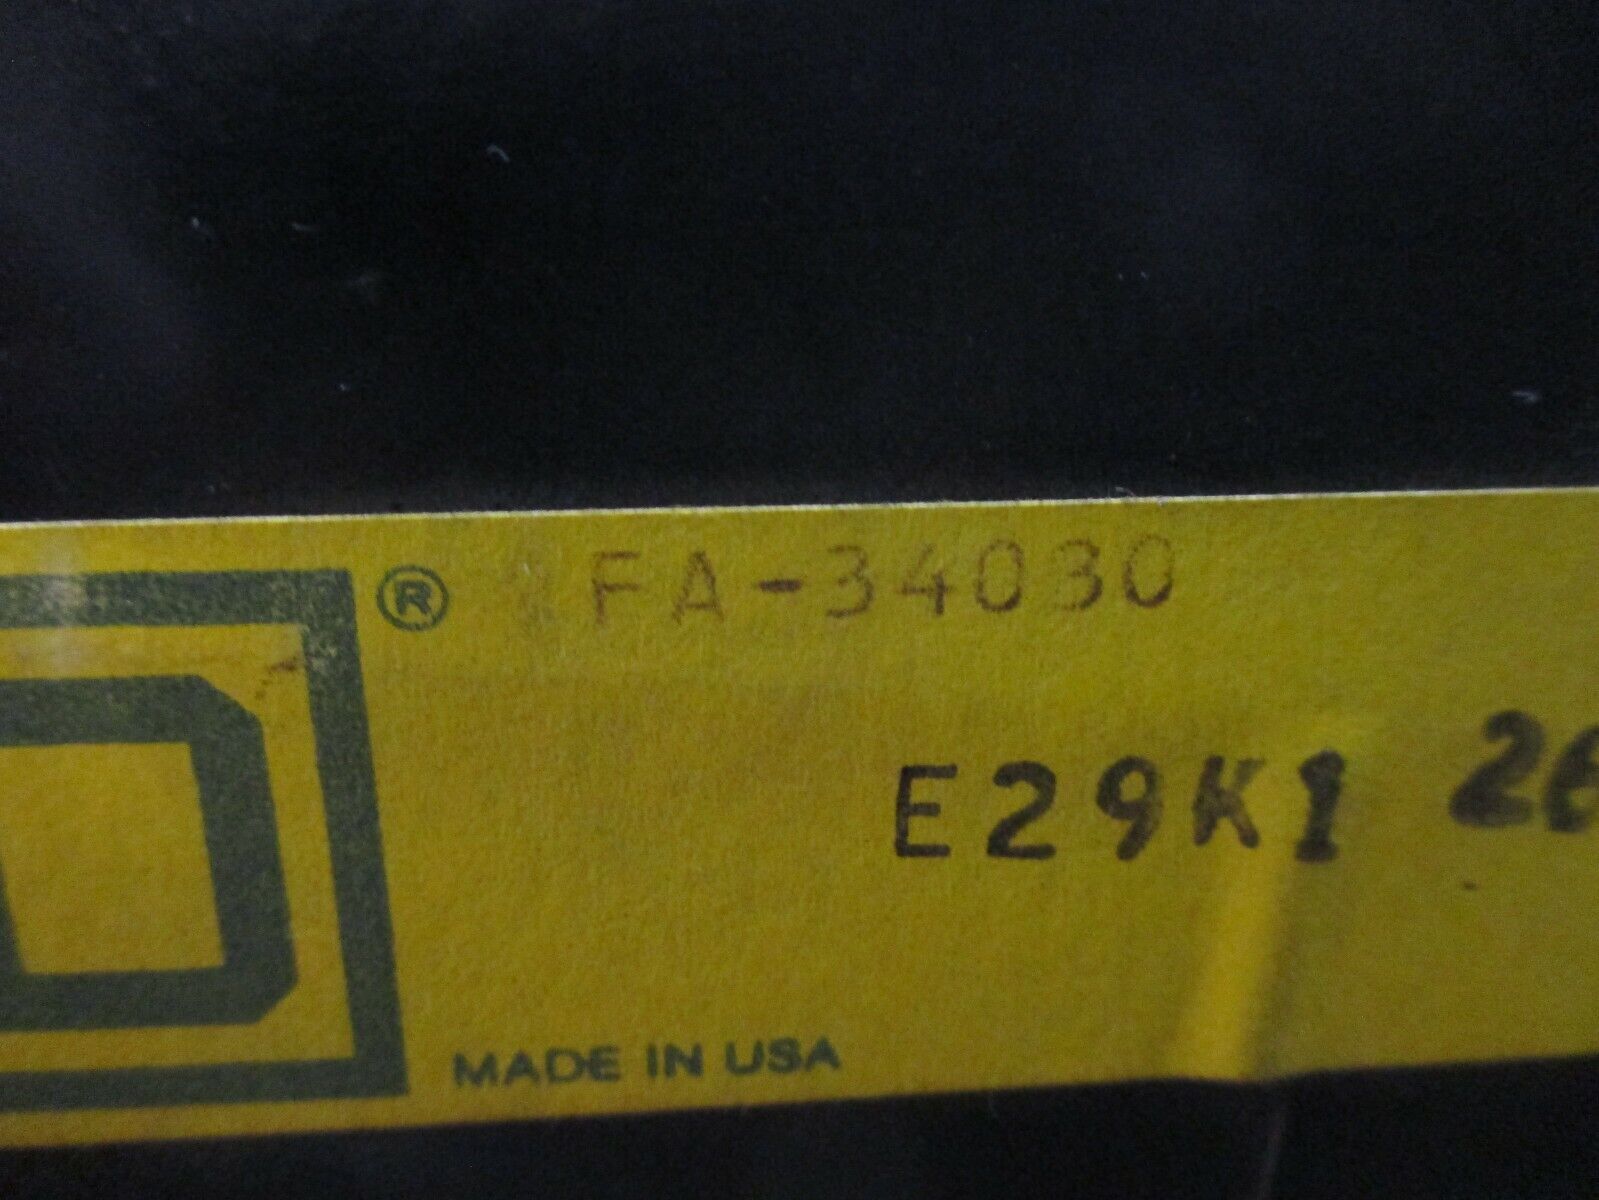 D ® FA-34030
E29K1
MADE IN USA